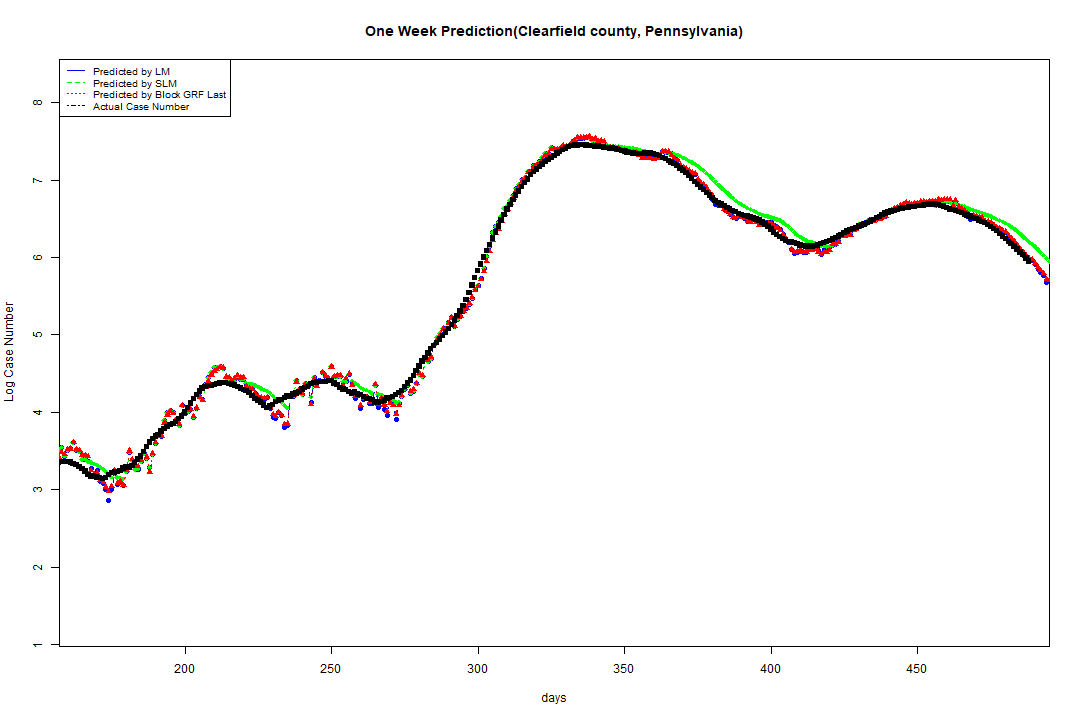 One Week Prediction(Clearfield county, Pennsylvania)
Predicted by LM
Predicted by SLM
Predicted by Block GRF Last
Actual Case Number
8
7
6
5
4
3
2
1
Log Case Number
200 250 300 350 400 450
days